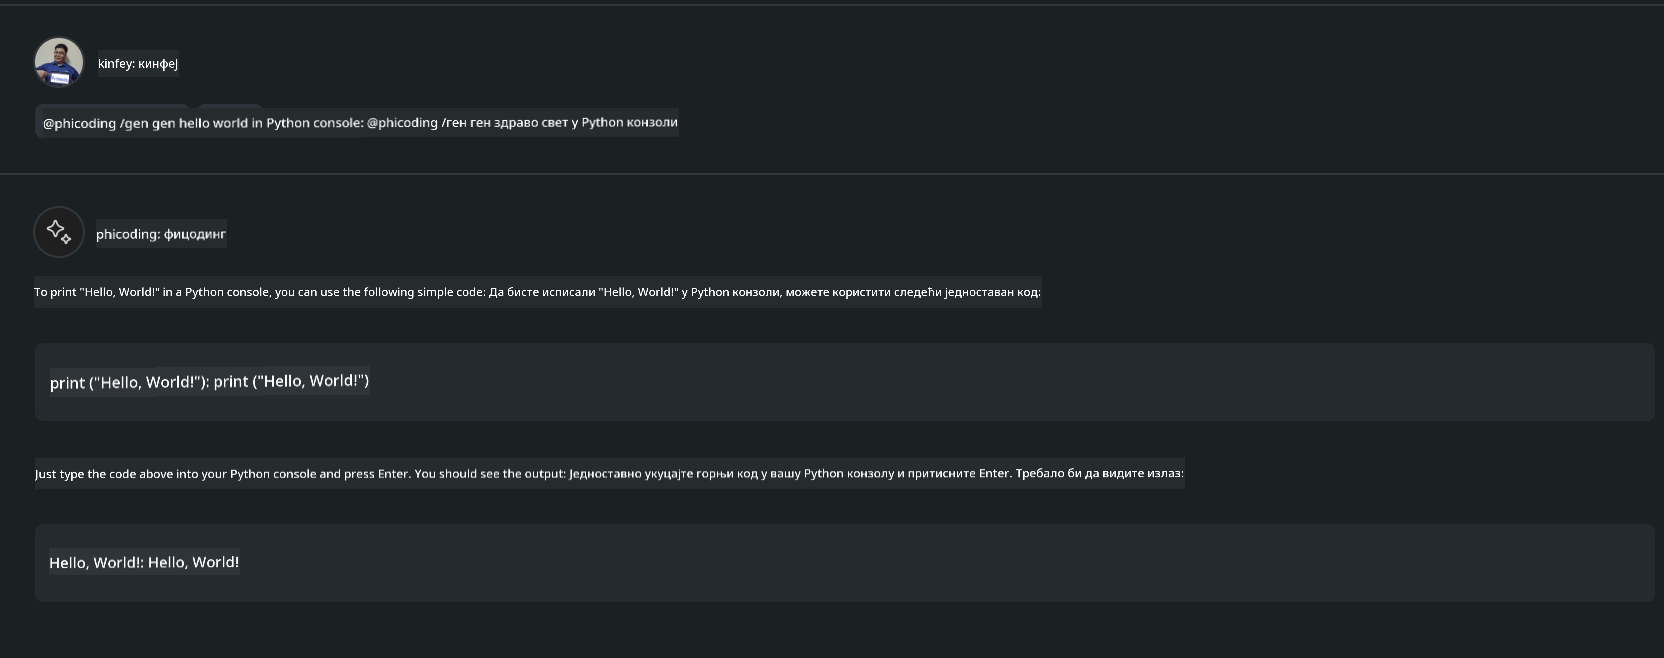 kinfey: кинфеј
@phicoding /gen gen hello world in Python console: @phicoding /ген ген здраво свет у Python конзоли
phicoding: фицодинг
To print "Hello, World!" in a Python console, you can use the following simple code: Да бисте исписали "Hello, World!" у Python конзоли, можете користити следећи једноставан код:
print ("Hello, World!"): print ("Hello, World!")
Just type the code above into your Python console and press Enter. You should see the output: Једноставно укуцајте горњи код у вашу Python конзолу и притисните Enter. Требало би да видите излаз:
Hello, World!: Hello, World!